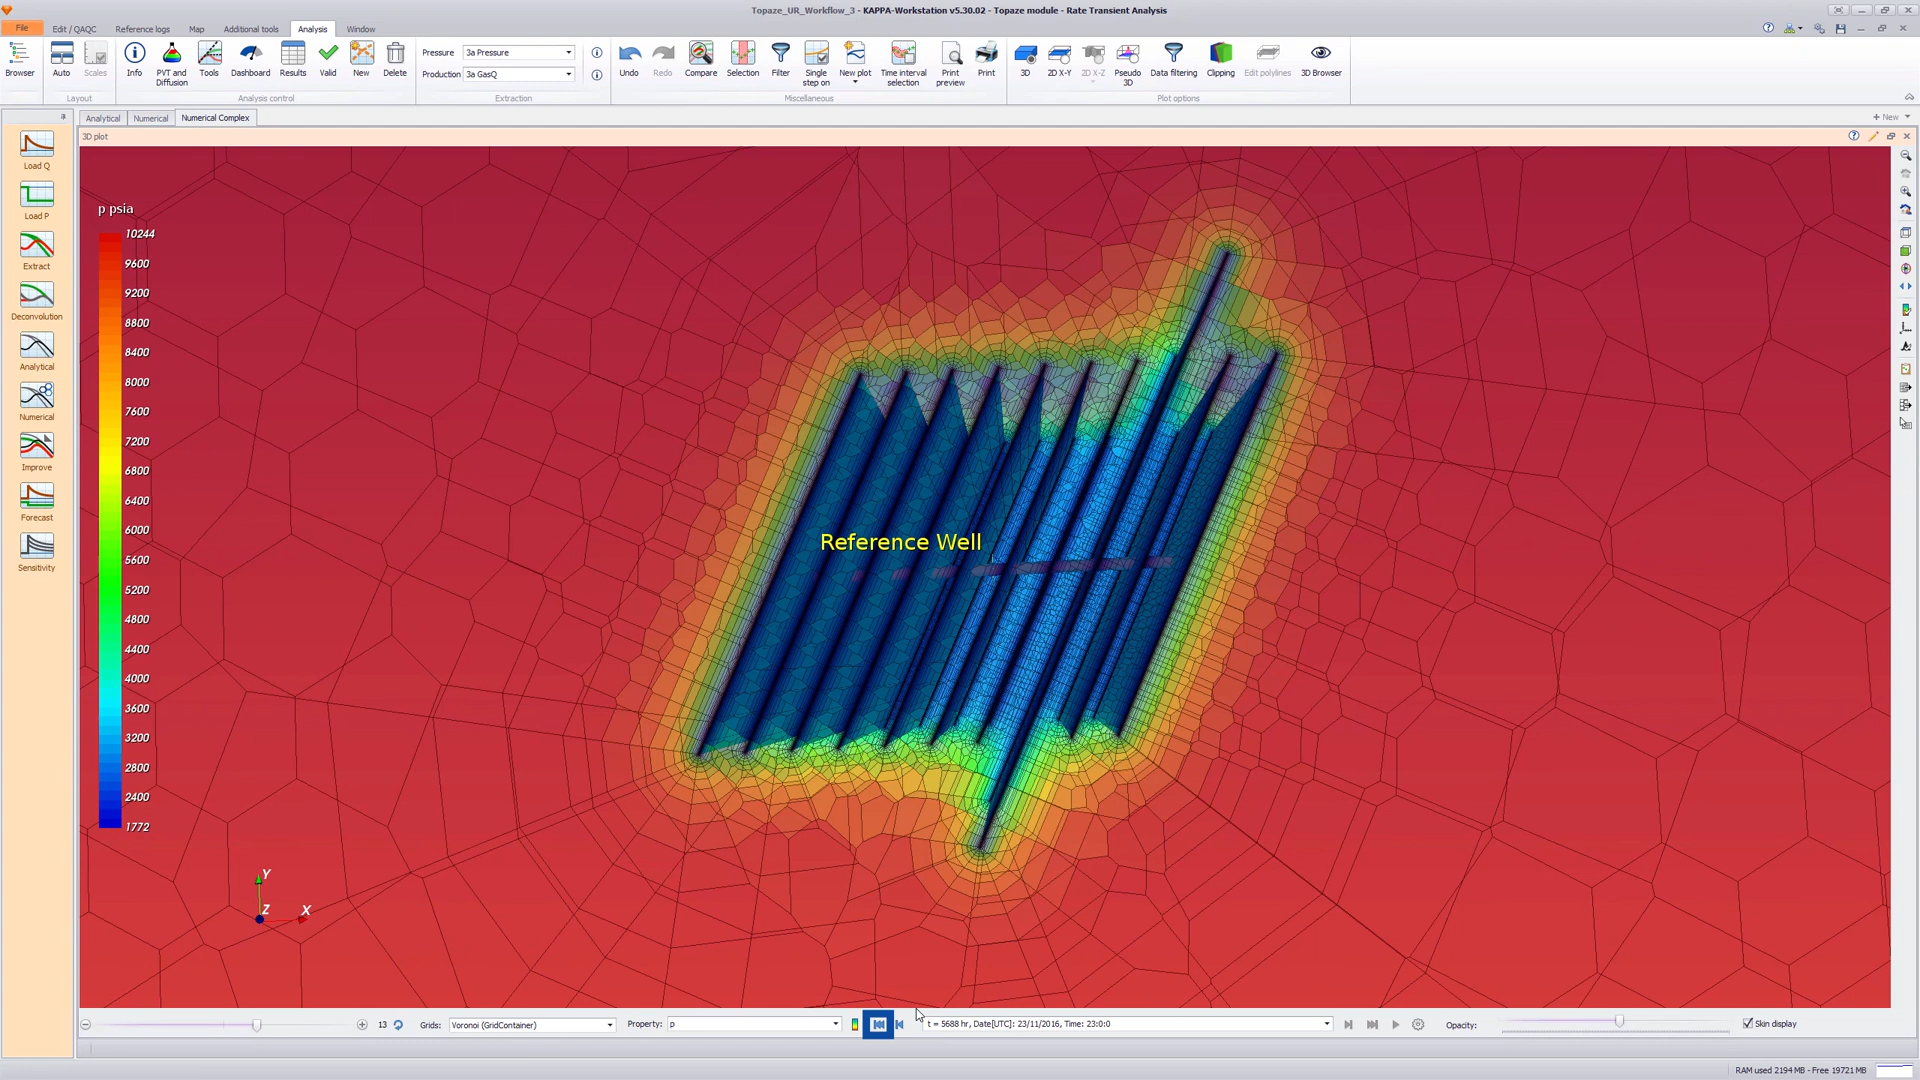 Topaze_UR_Workflow_3 - KAPPA-Workstation v5.30.02 - Topaze module - Rate Transient Analysis
File Edit / QAQC Reference logs Map Additional tools Analysis Window
Browser
Auto
Scales
Layout
Info
PVT and Diffusion
Tools
Dashboard
Results
Valid
New
Delete
Analysis control
Pressure 3a Pressure
Production 3a GasQ
Extraction
Undo
Redo
Compare
Selection
Filter
Single step on
New plot
Time interval selection
Print preview
Print
Miscellaneous
3D
2D X-Y
2D X-Z
Pseudo 3D
Data filtering
Clipping
Edit polylines
3D Browser
Plot options
Analytical Numerical Numerical Complex
+ New
3D plot
Load Q
Load P
Extract
Deconvolution
Analytical
Numerical
Improve
Forecast
Sensitivity
p psia
10244
9600
9200
8800
8400
8000
7600
7200
6800
6400
6000
5600
5200
4800
4400
4000
3600
3200
2800
2400
1772
Reference Well
Y
Z
X
13 Grids: Voronoi (GridContainer) Property: p t = 5688 hr, Date[UTC]: 23/11/2016, Time: 23:0:0 Opacity: Skin display
RAM used 2194 MB - Free 19721 MB